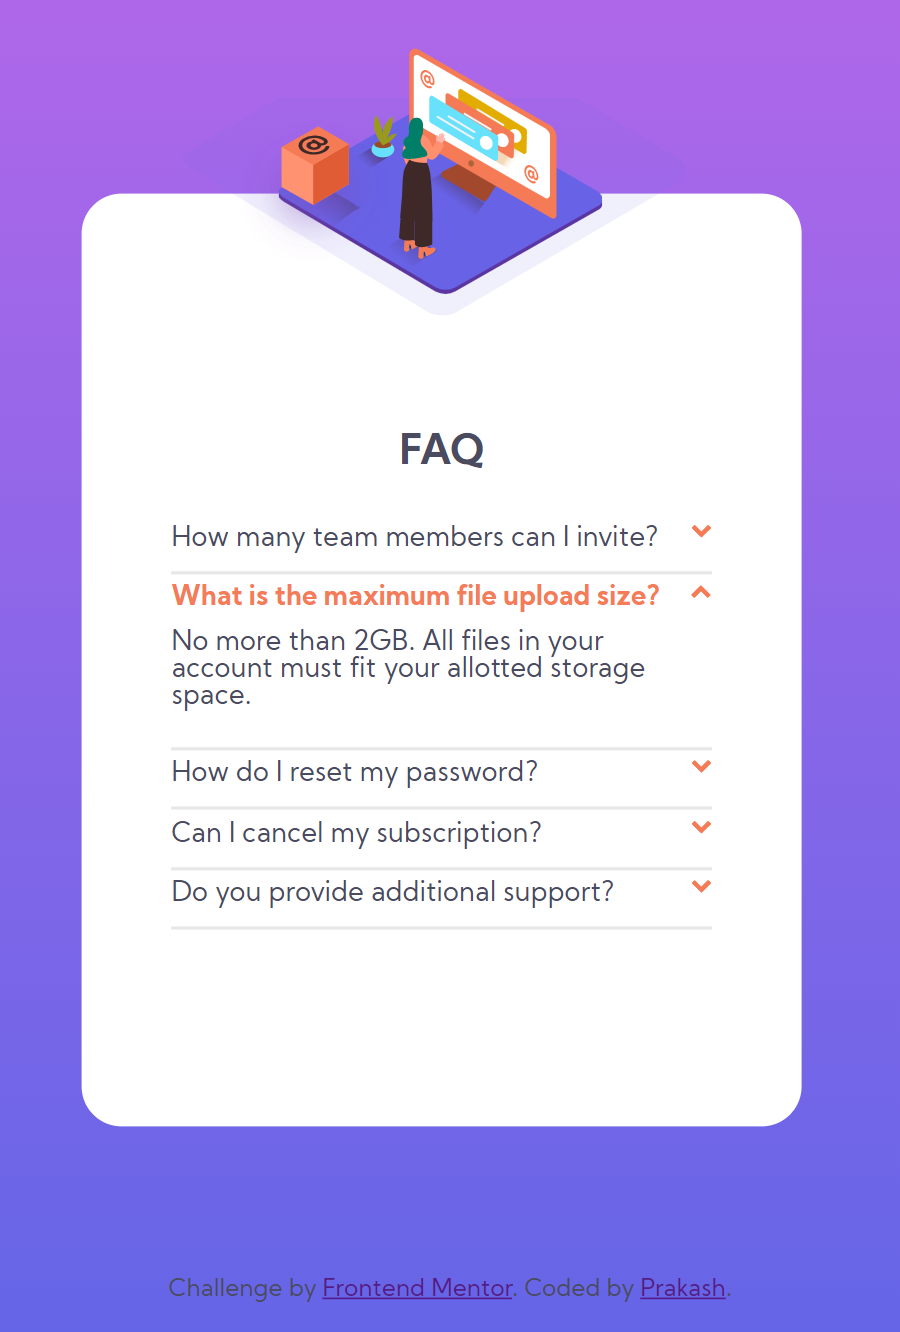 @
@
@
FAQ
How many team members can I invite?
What is the maximum file upload size?
No more than 2GB. All files in your
account must fit your allotted storage
space.
How do I reset my password?
Can I cancel my subscription?
Do you provide additional support?
Challenge by Frontend Mentor. Coded by Prakash.